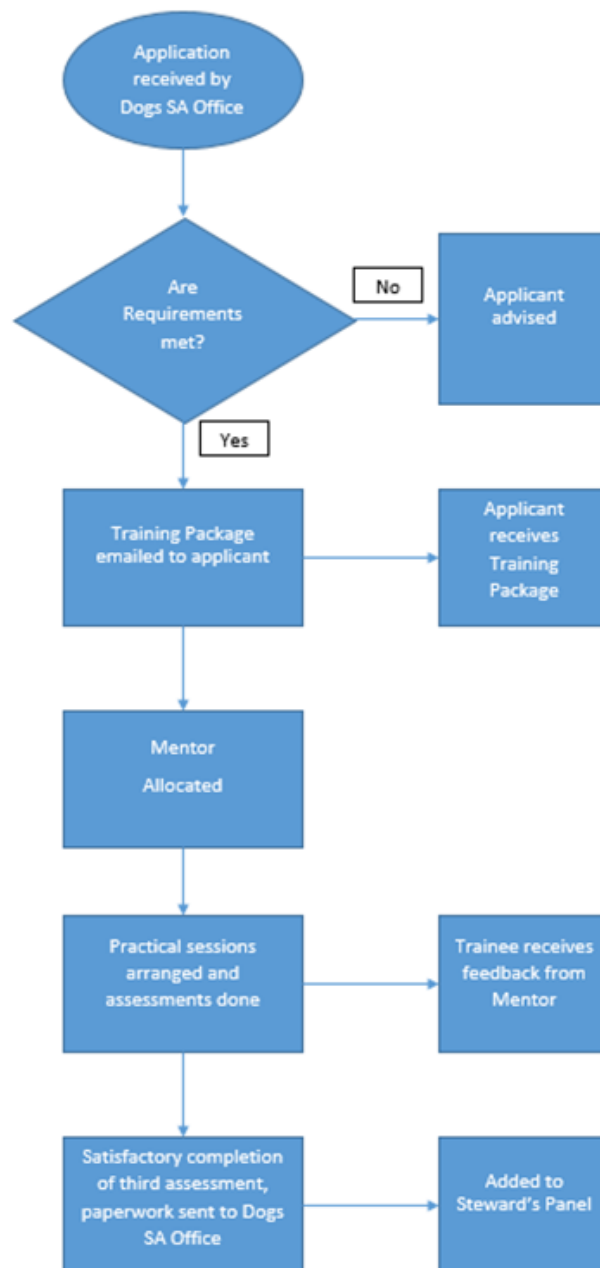 Application
received by
Dogs SA Office
Are
Requirements
met?
No
Applicant
advised
Yes
Training Package
emailed to applicant
Applicant
receives
Training
Package
Mentor
Allocated
Practical sessions
arranged and
assessments done
Trainee receives
feedback from
Mentor
Satisfactory completion
of third assessment,
paperwork sent to Dogs
SA Office
Added to
Steward's Panel